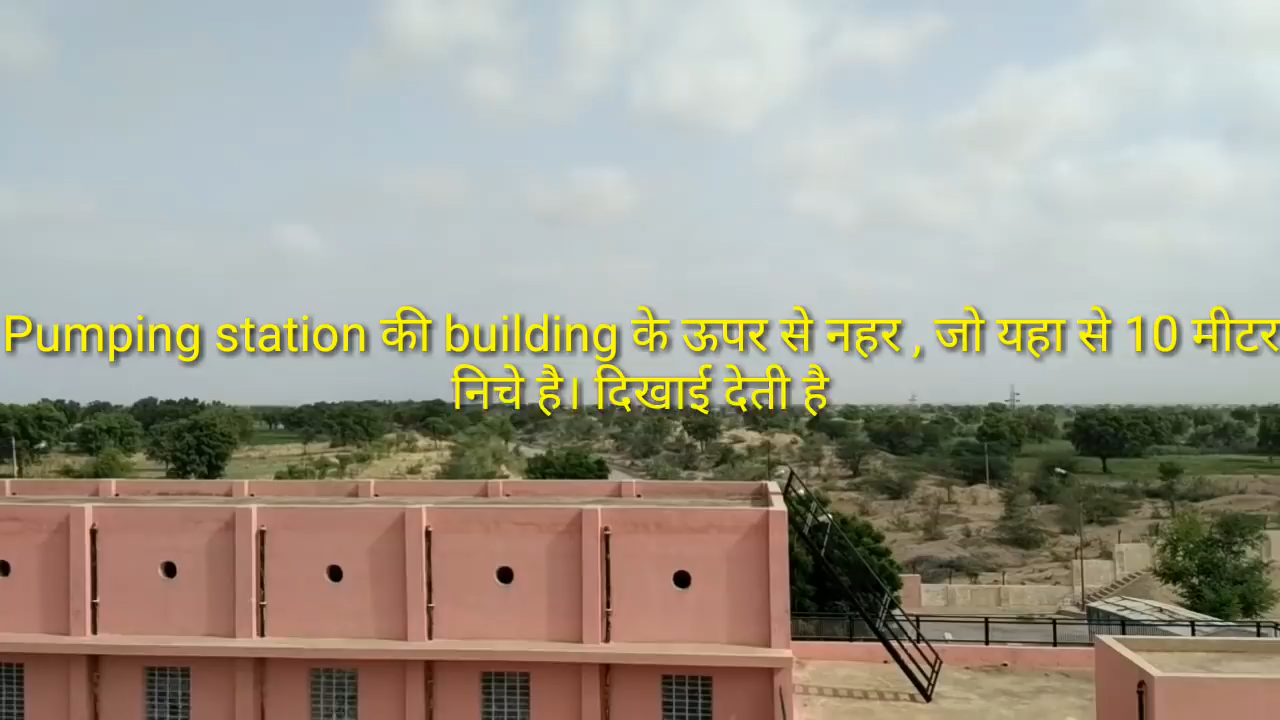 Pumping station की building के ऊपर से नहर , जो यहा से 10 मीटर
निचे है। दिखाई देती है